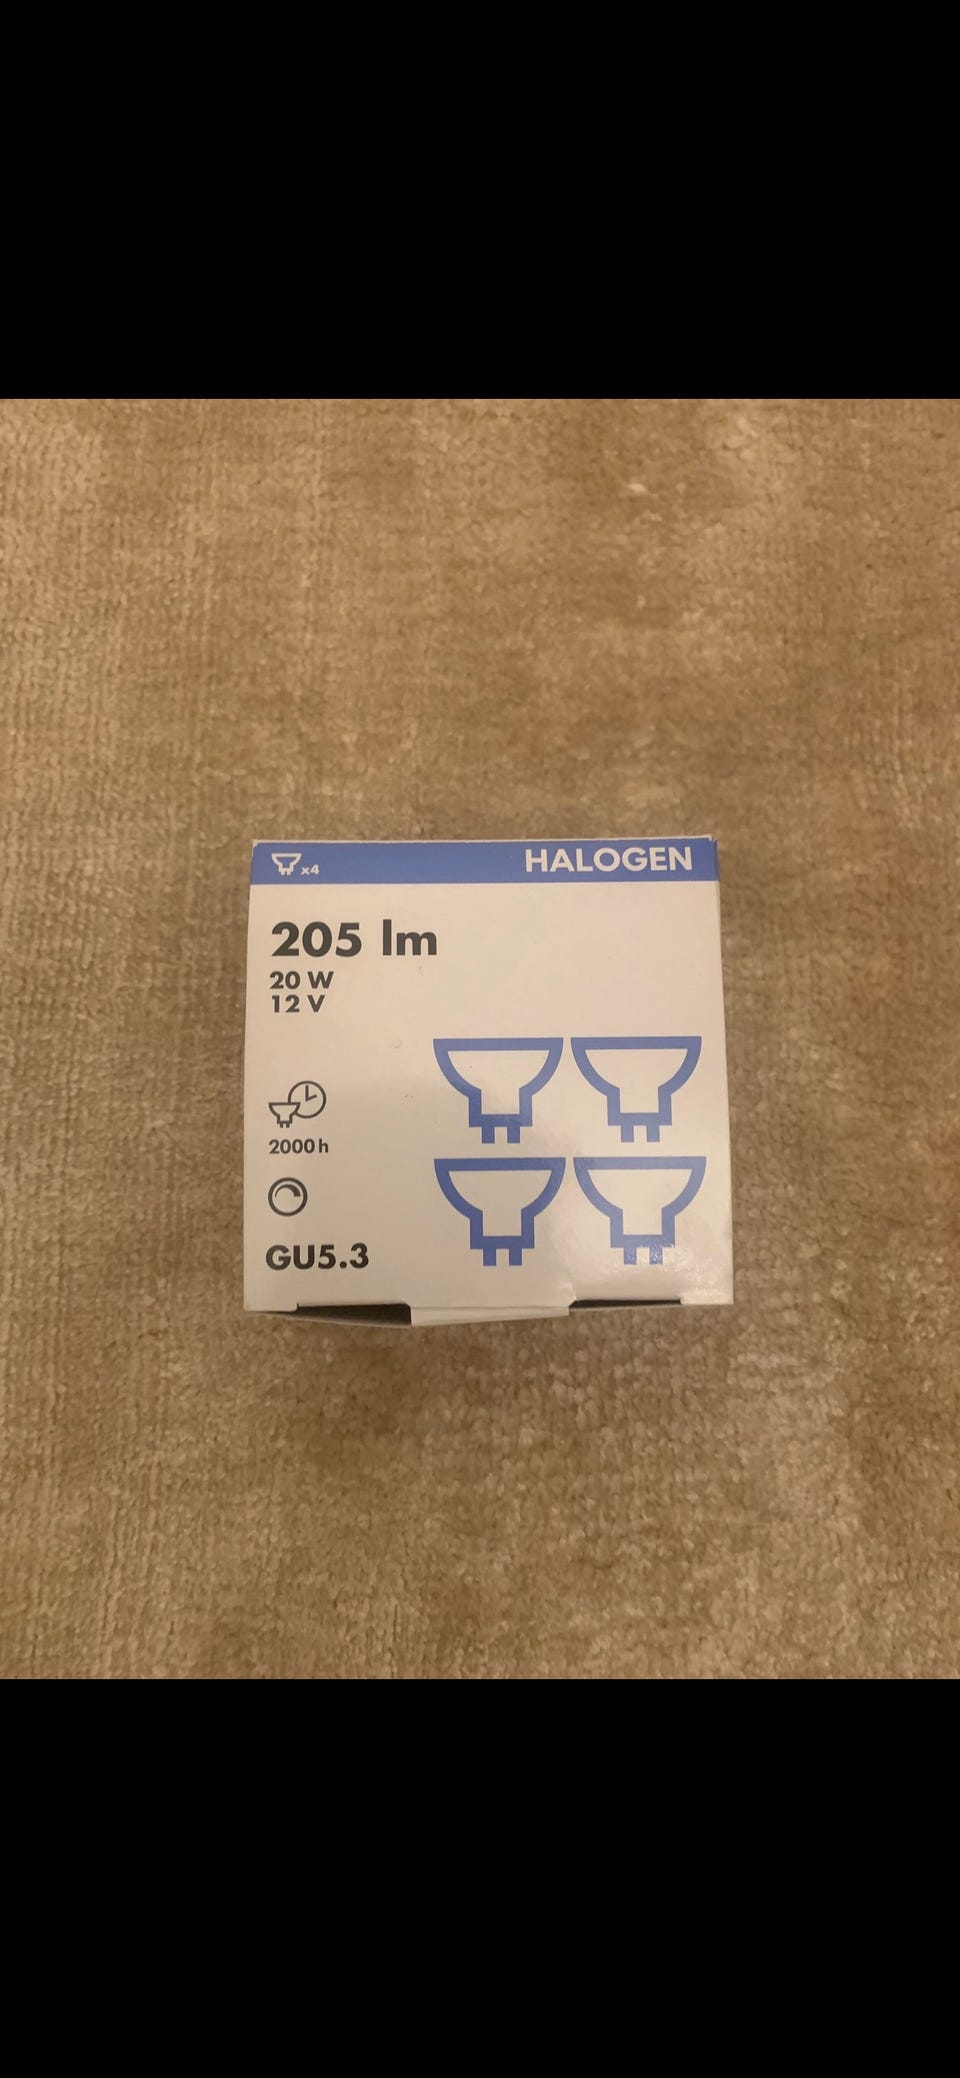 x4 HALOGEN
205 lm
20 W
12 V
2000 h
GU5.3